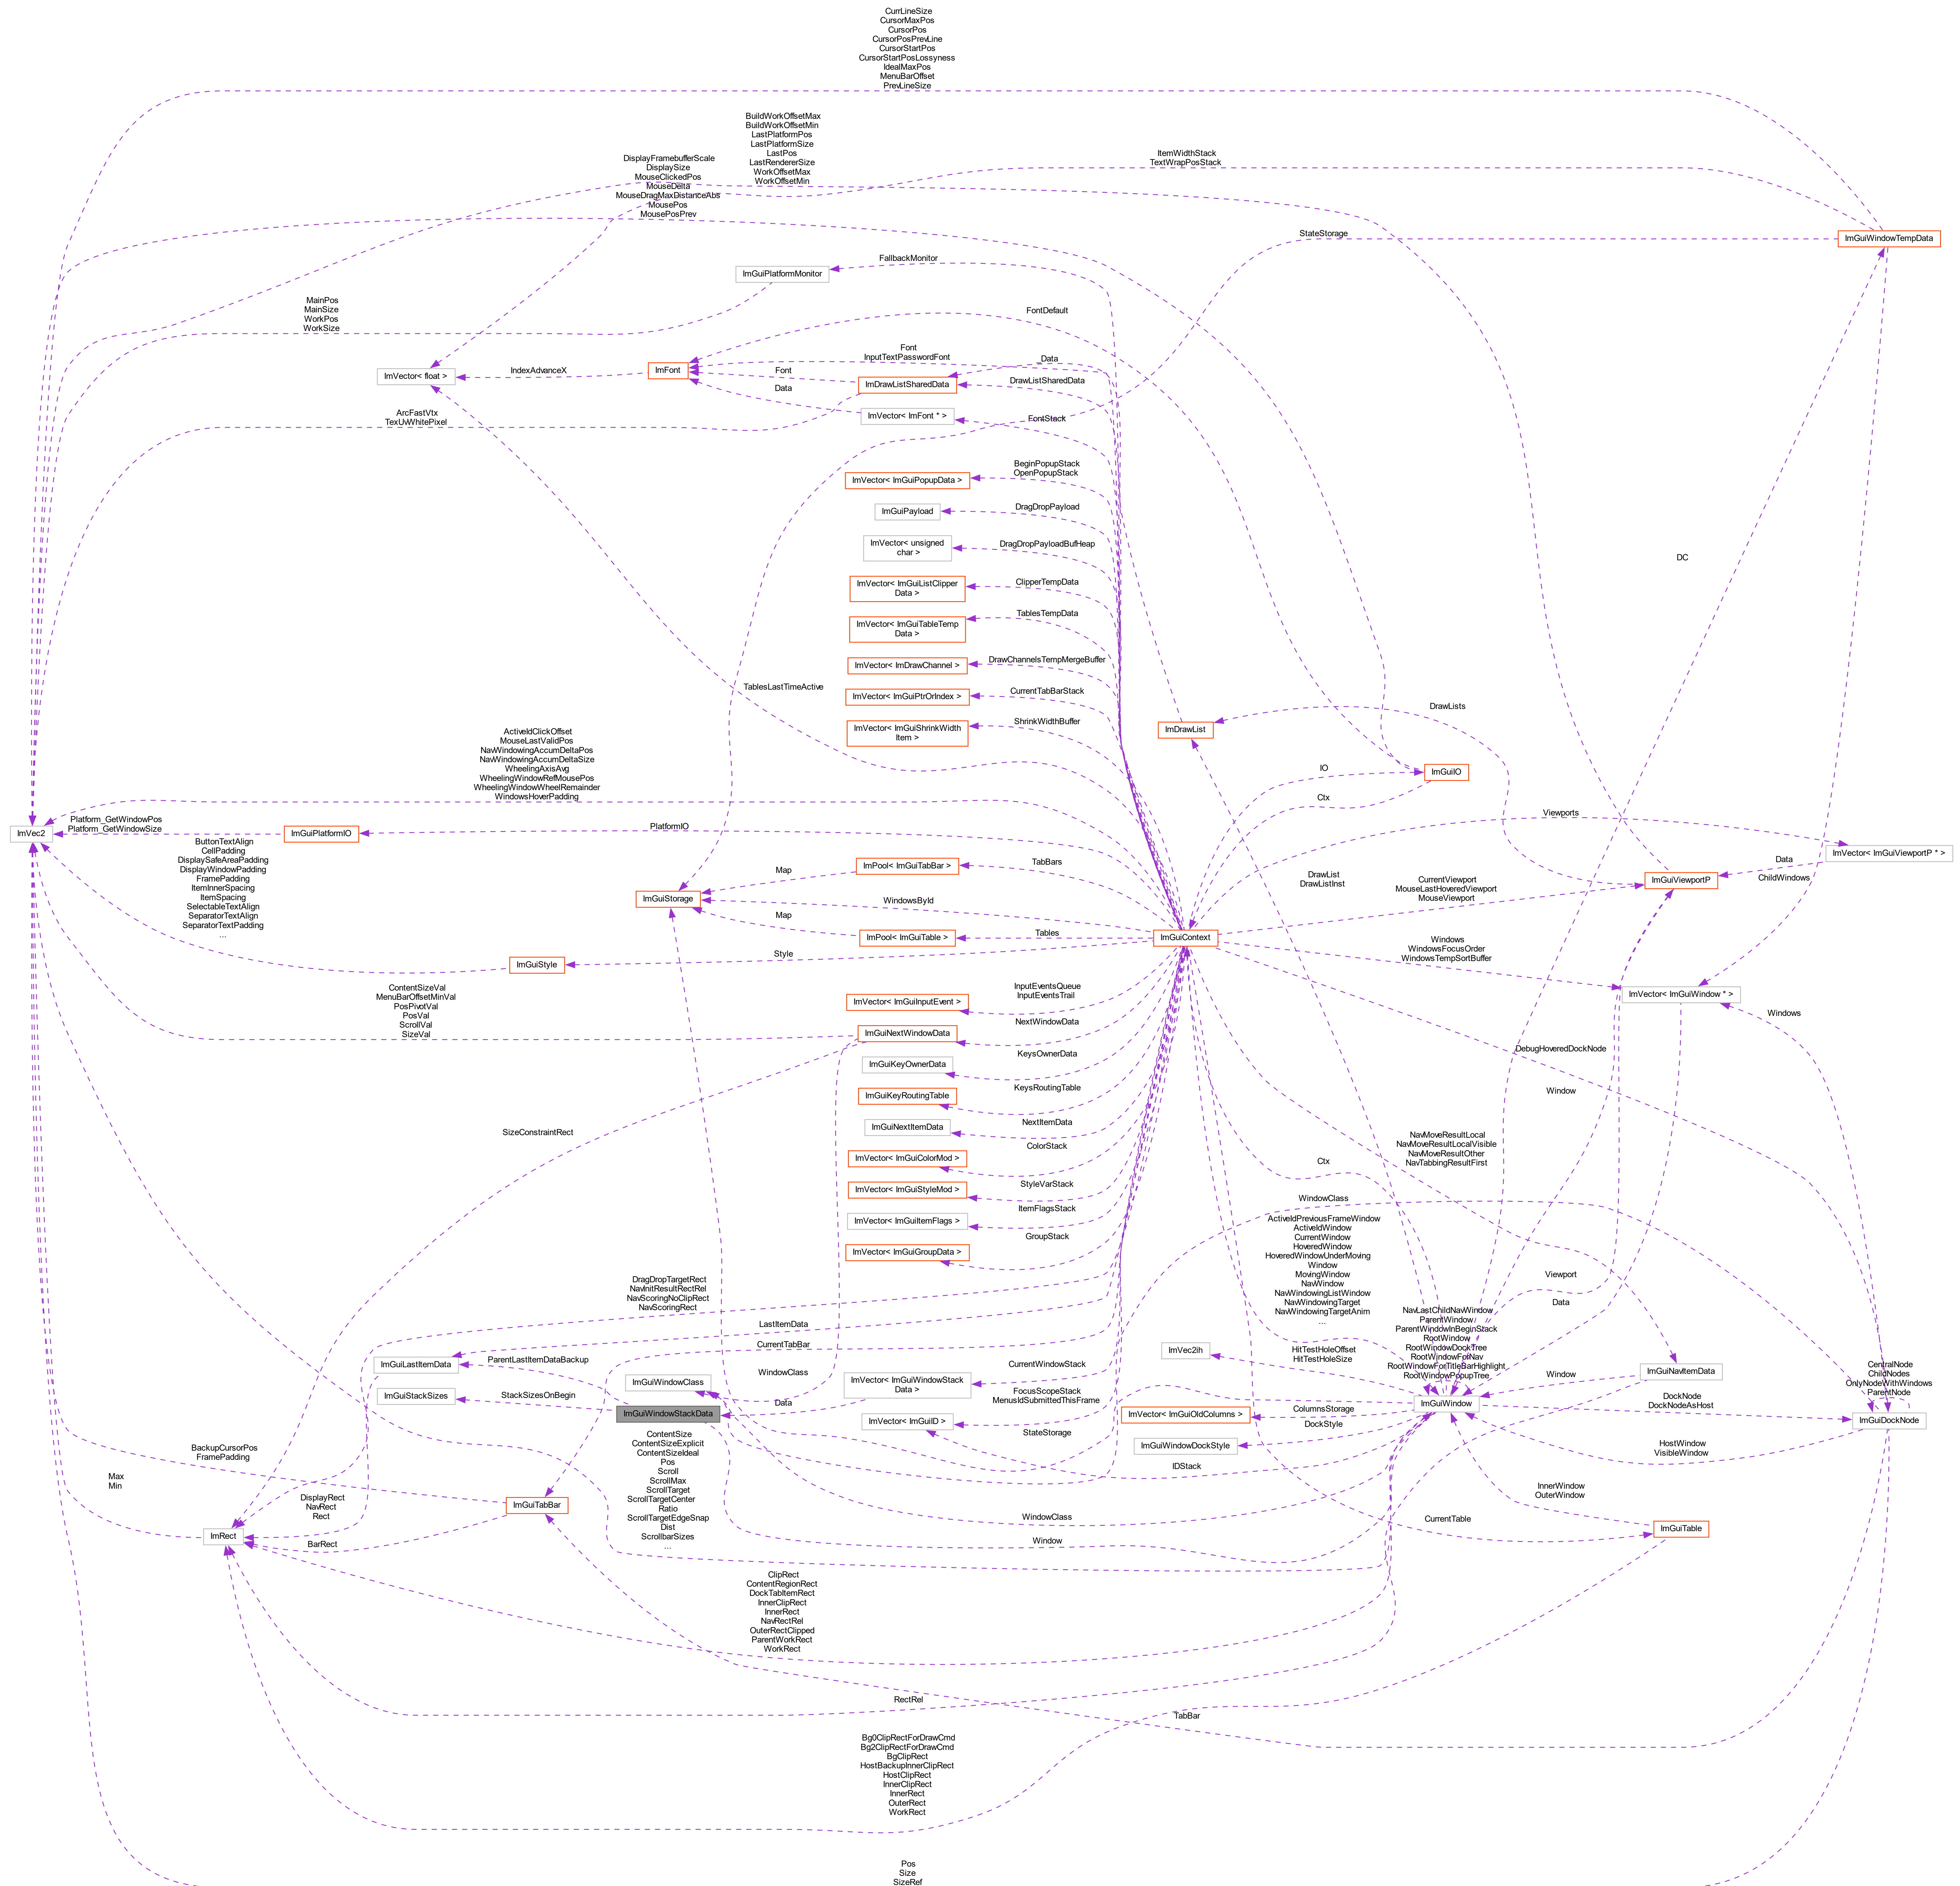 CurrLineSize
CursorMaxPos
CursorPos
CursorPosPrevLine
CursorStartPos
CursorStartPosLossyness
IdealMaxPos
MenuBarOffset
PrevLineSize
BuildWorkOffsetMax
BuildWorkOffsetMin
LastPlatformPos
LastPlatformSize
LastPos
LastRendererSize
WorkOffsetMax
WorkOffsetMin
DisplayFramebufferScale
DisplaySize
MouseClickedPos
MouseDelta
MouseDragMaxDistanceAbs
MousePos
MousePosPrev
ItemWidthStack
TextWrapPosStack
StateStorage
ImGuiWindowTempData
FallbackMonitor
ImGuiPlatformMonitor
MainPos
MainSize
WorkPos
WorkSize
FontDefault
Font
InputTextPasswordFont
Data
ImVector< float >
IndexAdvanceX
ImFont
Font
ImDrawListSharedData
DrawListSharedData
Data
ArcFastVtx
TexUvWhitePixel
ImVector< ImFont * >
FontStack
BeginPopupStack
OpenPopupStack
ImVector< ImGuiPopupData >
DragDropPayload
ImGuiPayload
DragDropPayloadBufHeap
ImVector< unsigned
char >
DC
ClipperTempData
ImVector< ImGuiListClipper
Data >
TablesTempData
ImVector< ImGuiTableTemp
Data >
DrawChannelsTempMergeBuffer
ImVector< ImDrawChannel >
TablesLastTimeActive
CurrentTabBarStack
ImVector< ImGuiPtrOrIndex >
DrawLists
ShrinkWidthBuffer
ImVector< ImGuiShrinkWidth
Item >
ImDrawList
ActiveIdClickOffset
MouseLastValidPos
NavWindowingAccumDeltaPos
NavWindowingAccumDeltaSize
WheelingAxisAvg
WheelingWindowRefMousePos
WheelingWindowWheelRemainder
WindowsHoverPadding
IO
ImGuiIO
Ctx
Viewports
ImVec2
Platform_GetWindowPos
Platform_GetWindowSize
ImGuiPlatformIO
PlatformIO
ImVector< ImGuiViewportP * >
Data
ButtonTextAlign
CellPadding
DisplaySafeAreaPadding
DisplayWindowPadding
FramePadding
ItemInnerSpacing
ItemSpacing
SelectableTextAlign
SeparatorTextAlign
SeparatorTextPadding
...
Map
ImPool< ImGuiTabBar >
TabBars
DrawList
DrawListInst
CurrentViewport
MouseLastHoveredViewport
MouseViewport
ImGuiViewportP
ChildWindows
ImGuiStorage
WindowsById
Map
ImPool< ImGuiTable >
Tables
ImGuiContext
Windows
WindowsFocusOrder
WindowsTempSortBuffer
ImGuiStyle
Style
ImVector< ImGuiWindow * >
ContentSizeVal
MenuBarOffsetMinVal
PosPivotVal
PosVal
ScrollVal
SizeVal
ImVector< ImGuiInputEvent >
InputEventsQueue
InputEventsTrail
Windows
ImGuiNextWindowData
NextWindowData
DebugHoveredDockNode
ImGuiKeyOwnerData
KeysOwnerData
ImGuiKeyRoutingTable
KeysRoutingTable
Window
ImGuiNextItemData
NextItemData
SizeConstraintRect
ImVector< ImGuiColorMod >
ColorStack
Ctx
NavMoveResultLocal
NavMoveResultLocalVisible
NavMoveResultOther
NavTabbingResultFirst
ImVector< ImGuiStyleMod >
StyleVarStack
WindowClass
ImVector< ImGuiItemFlags >
ItemFlagsStack
ImVector< ImGuiGroupData >
GroupStack
ActiveIdPreviousFrameWindow
ActiveIdWindow
CurrentWindow
HoveredWindow
HoveredWindowUnderMoving
Window
MovingWindow
NavWindow
NavWindowingListWindow
NavWindowingTarget
NavWindowingTargetAnim
...
DragDropTargetRect
NavInitResultRectRel
NavScoringNoClipRect
NavScoringRect
Viewport
Data
LastItemData
NavLastChildNavWindow
ParentWindow
ParentWindowInBeginStack
RootWindow
RootWindowDockTree
RootWindowForNav
RootWindowForTitleBarHighlight
RootWindowPopupTree
ImVec2ih
HitTestHoleOffset
HitTestHoleSize
ImGuiLastItemData
ParentLastItemDataBackup
CurrentTabBar
WindowClass
ImGuiWindowClass
CurrentWindowStack
ImVector< ImGuiWindowStack
Data >
ImGuiNavItemData
Window
CentralNode
ChildNodes
OnlyNodeWithWindows
ParentNode
ImGuiStackSizes
StackSizesOnBegin
ImGuiWindowStackData
Data
FocusScopeStack
MenusIdSubmittedThisFrame
ImVector< ImGuiID >
ImVector< ImGuiOldColumns >
ColumnsStorage
ImGuiWindow
DockNode
DockNodeAsHost
ImGuiDockNode
DockStyle
ImGuiWindowDockStyle
StateStorage
IDStack
HostWindow
VisibleWindow
BackupCursorPos
FramePadding
ContentSize
ContentSizeExplicit
ContentSizeIdeal
Pos
Scroll
ScrollMax
ScrollTarget
ScrollTargetCenter
Ratio
ScrollTargetEdgeSnap
Dist
ScrollbarSizes
...
Max
Min
DisplayRect
NavRect
Rect
ImGuiTabBar
WindowClass
InnerWindow
OuterWindow
CurrentTable
ImGuiTable
ImRect
BarRect
Window
ClipRect
ContentRegionRect
DockTabItemRect
InnerClipRect
InnerRect
NavRectRel
OuterRectClipped
ParentWorkRect
WorkRect
RectRel
TabBar
Bg0ClipRectForDrawCmd
Bg2ClipRectForDrawCmd
BgClipRect
HostBackupInnerClipRect
HostClipRect
InnerClipRect
InnerRect
OuterRect
WorkRect
Pos
Size
SizeRef